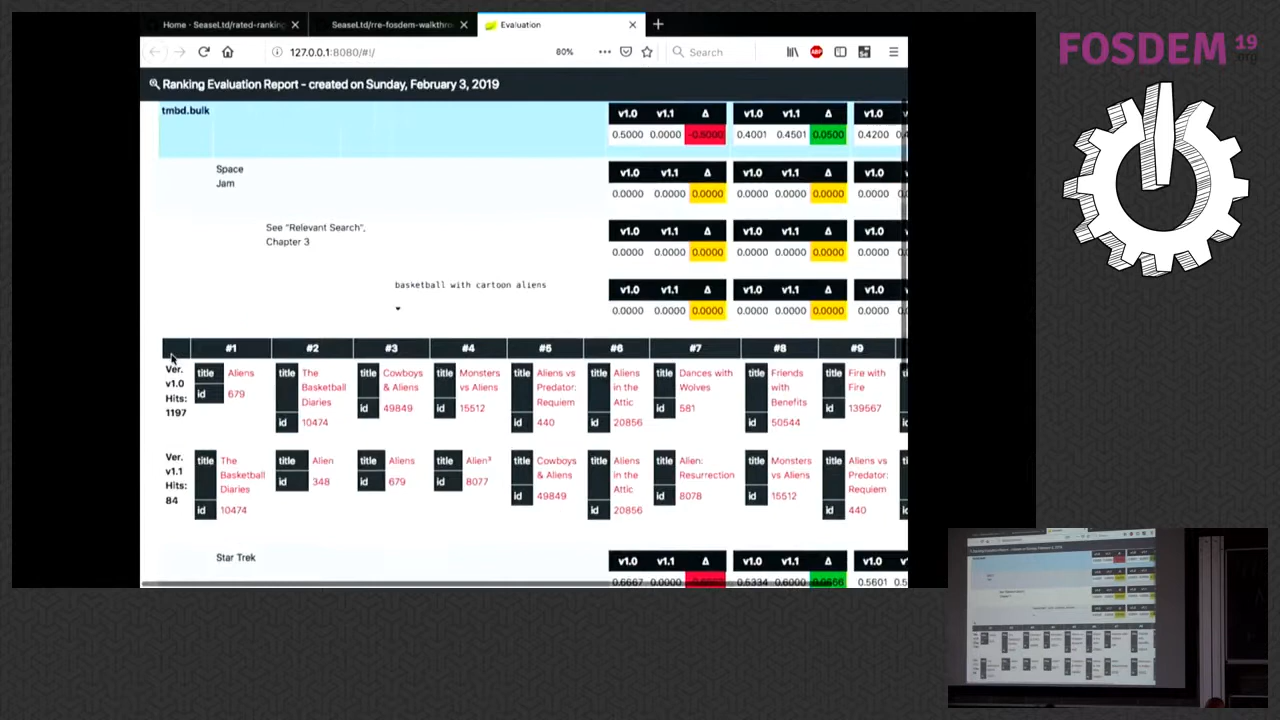 Home · SeaseLtd/rated-ranking
SeaseLtd/rre-fosdem-walkthro
Evaluation
127.0.0.1:8080/#!/
80%
Search
ABP
FOSDEM 19
.org
Ranking Evaluation Report - created on Sunday, February 3, 2019
tmbd.bulk
v1.0 v1.1 Δ v1.0 v1.1 Δ v1.0
0.5000 0.0000 -0.5000 0.4001 0.4501 0.0500 0.4200
Space
Jam
v1.0 v1.1 Δ v1.0 v1.1 Δ v1.0
0.0000 0.0000 0.0000 0.0000 0.0000 0.0000 0.0000
See "Relevant Search",
Chapter 3
v1.0 v1.1 Δ v1.0 v1.1 Δ v1.0
0.0000 0.0000 0.0000 0.0000 0.0000 0.0000 0.0000
basketball with cartoon aliens
v1.0 v1.1 Δ v1.0 v1.1 Δ v1.0
0.0000 0.0000 0.0000 0.0000 0.0000 0.0000 0.0000
#1 #2 #3 #4 #5 #6 #7 #8 #9
Ver.
v1.0
Hits:
1197
title Aliens
id 679
title The Basketball Diaries
id 10474
title Cowboys & Aliens
id 49849
title Monsters vs Aliens
id 15512
title Aliens vs Predator: Requiem
id 440
title Aliens in the Attic
id 20856
title Dances with Wolves
id 581
title Friends with Benefits
id 50544
title Fire with Fire
id 139567
Ver.
v1.1
Hits:
84
title The Basketball Diaries
id 10474
title Alien
id 348
title Aliens
id 679
title Alien³
id 8077
title Cowboys & Aliens
id 49849
title Aliens in the Attic
id 20856
title Alien: Resurrection
id 8078
title Monsters vs Aliens
id 15512
title Aliens vs Predator: Requiem
id 440
Star Trek
v1.0 v1.1 Δ v1.0 v1.1 Δ v1.0
0.6667 0.0000 0.5334 0.6000 0.0666 0.5601